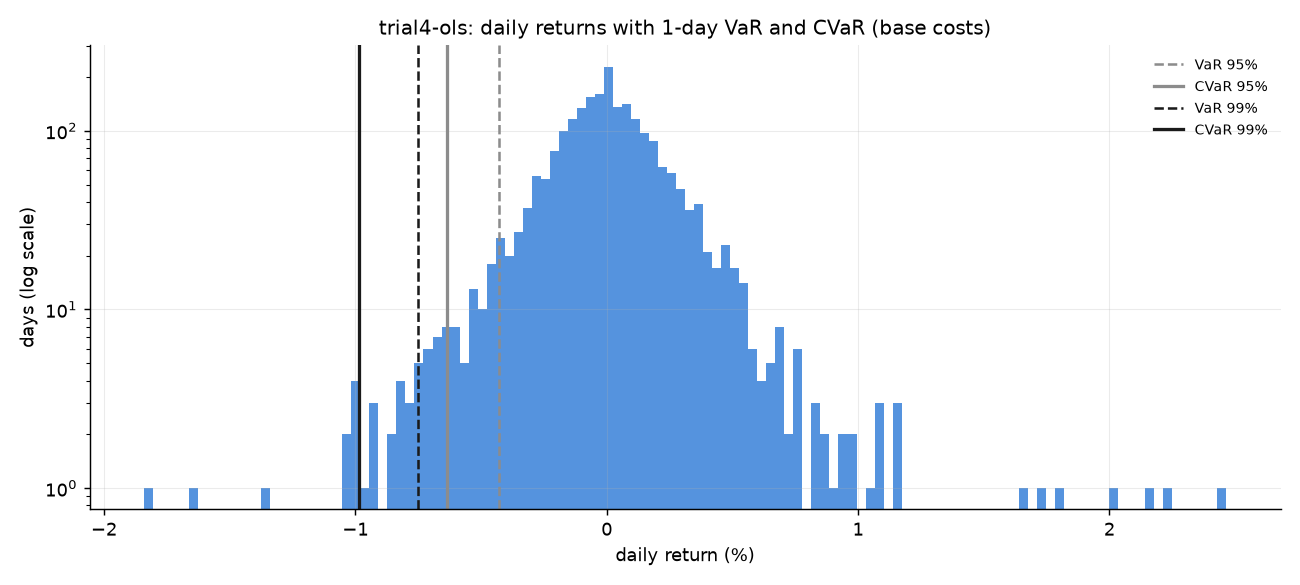 trial4-ols: daily returns with 1-day VaR and CVaR (base costs)
VaR 95%
CVaR 95%
VaR 99%
CVaR 99%
days (log scale)
10²
10¹
10⁰
−2
−1
0
1
2
daily return (%)